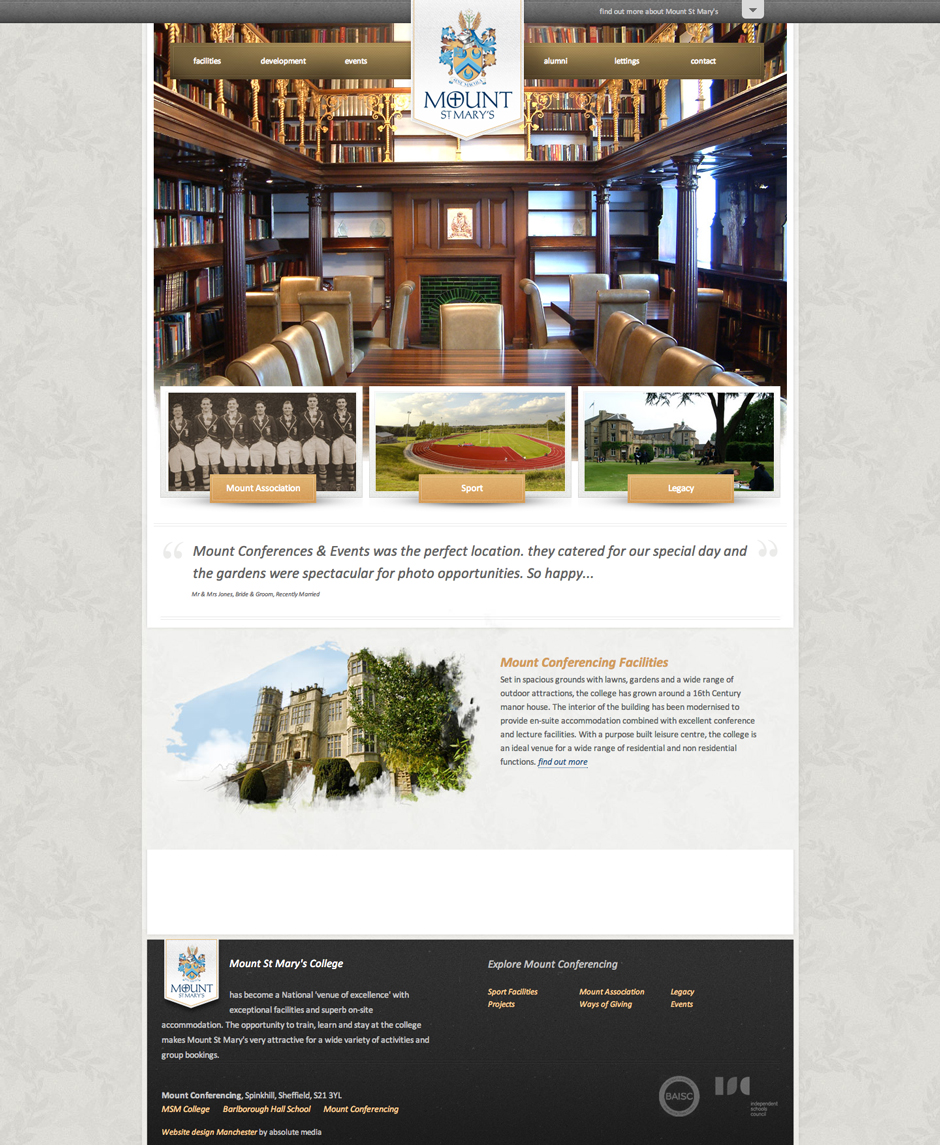 find out more about Mount St Mary's
facilities
development
events
alumni
lettings
contact
MOUNT
ST MARY'S
Mount Association
Sport
Legacy
“ Mount Conferences & Events was the perfect location. they catered for our special day and ”
the gardens were spectacular for photo opportunities. So happy...
Mr & Mrs Jones, Bride & Groom, Recently Married
Mount Conferencing Facilities
Set in spacious grounds with lawns, gardens and a wide range of
outdoor attractions, the college has grown around a 16th Century
manor house. The interior of the building has been modernised to
provide en-suite accommodation combined with excellent conference
and lecture facilities. With a purpose built leisure centre, the college is
an ideal venue for a wide range of residential and non residential
functions. find out more
MOUNT
ST MARY'S
Mount St Mary's College
has become a National 'venue of excellence' with
exceptional facilities and superb on-site
accommodation. The opportunity to train, learn and stay at the college
makes Mount St Mary's very attractive for a wide variety of activities and
group bookings.
Explore Mount Conferencing
Sport Facilities
Mount Association
Legacy
Projects
Ways of Giving
Events
Mount Conferencing, Spinkhill, Sheffield, S21 3YL
MSM College
Barlborough Hall School
Mount Conferencing
Website design Manchester by absolute media
BAISC
isc
independent
schools
council